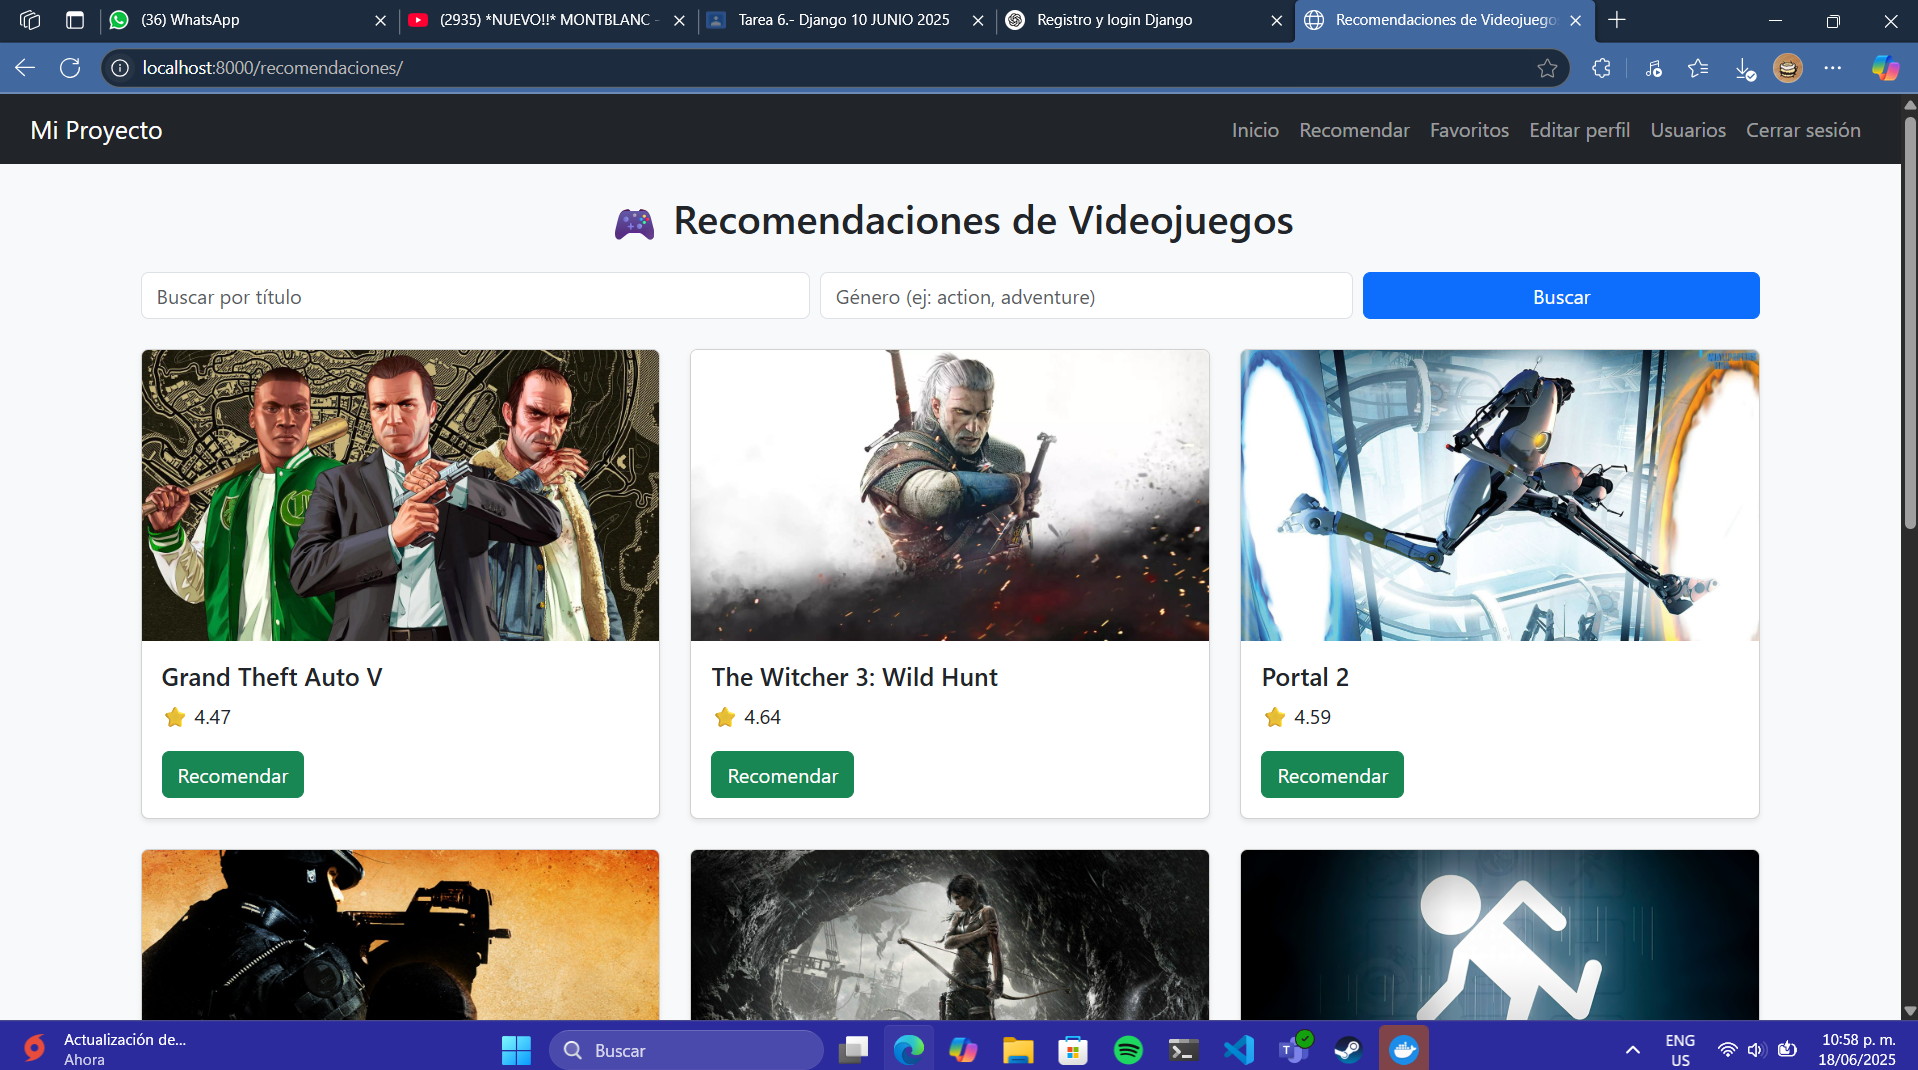 (36) WhatsApp
(2935) *NUEVO!!* MONTBLANC -
Tarea 6.- Django 10 JUNIO 2025
Registro y login Django
Recomendaciones de Videojuego
localhost:8000/recomendaciones/
Mi Proyecto
Inicio Recomendar Favoritos Editar perfil Usuarios Cerrar sesión
Recomendaciones de Videojuegos
Buscar por título
Género (ej: action, adventure)
Buscar
Grand Theft Auto V
4.47
Recomendar
The Witcher 3: Wild Hunt
4.64
Recomendar
Portal 2
4.59
Recomendar
Actualización de...
Ahora
Buscar
ENG
US
10:58 p. m.
18/06/2025